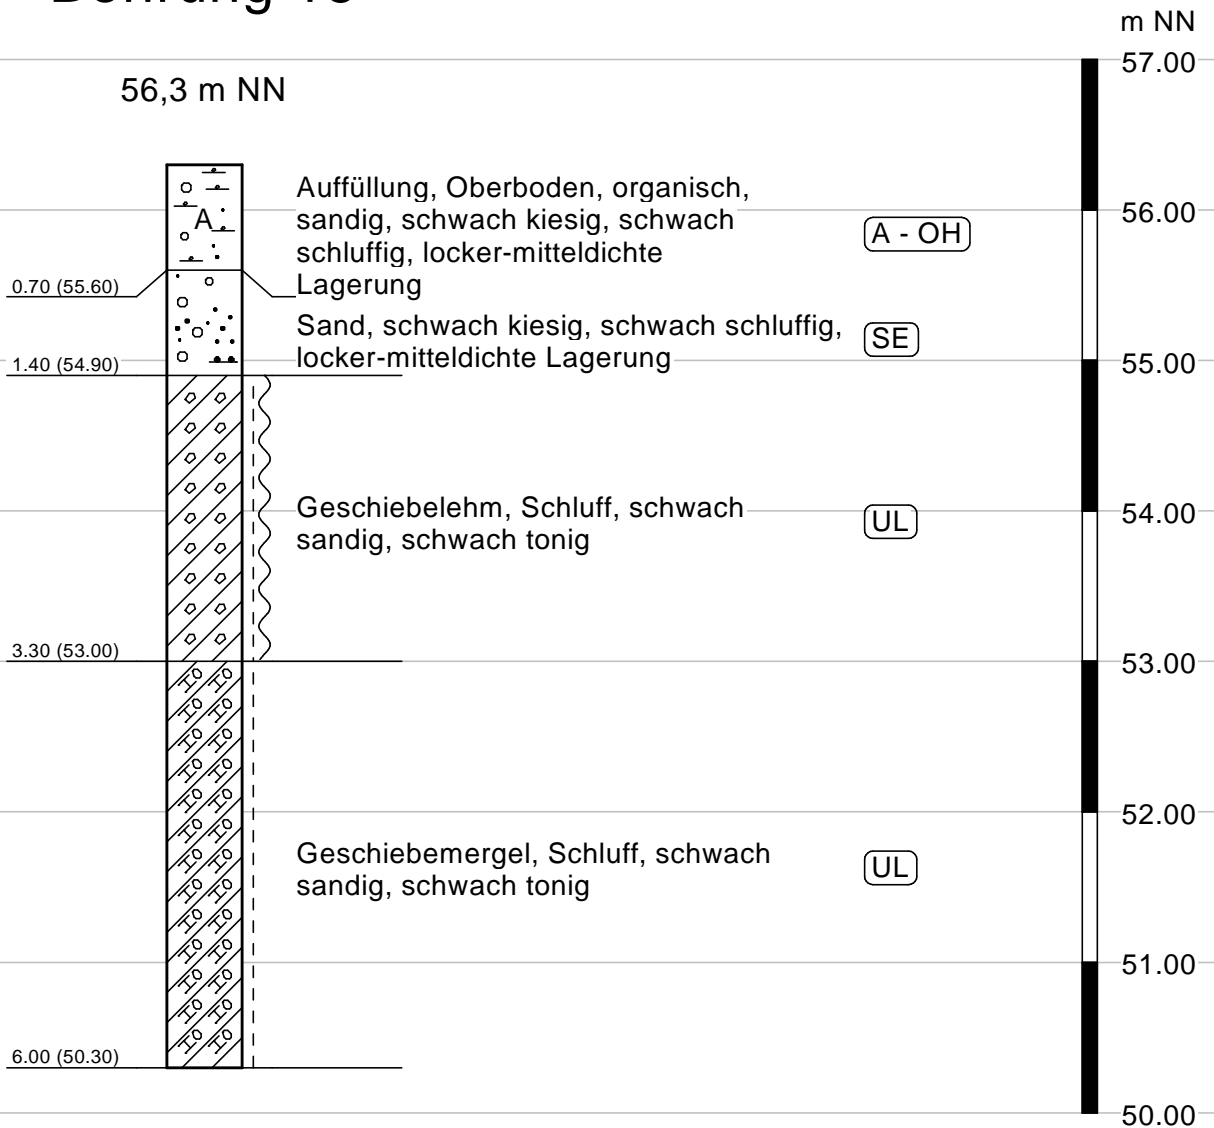 m NN
57.00
56,3 m NN
Auffüllung, Oberboden, organisch,
sandig, schwach kiesig, schwach
schluffig, locker-mitteldichte
Lagerung
A
A - OH
56.00
0.70 (55.60)
Sand, schwach kiesig, schwach schluffig,
locker-mitteldichte Lagerung
SE
55.00
1.40 (54.90)
Geschiebelehm, Schluff, schwach
sandig, schwach tonig
UL
54.00
3.30 (53.00)
53.00
52.00
Geschiebemergel, Schluff, schwach
sandig, schwach tonig
UL
51.00
6.00 (50.30)
50.00